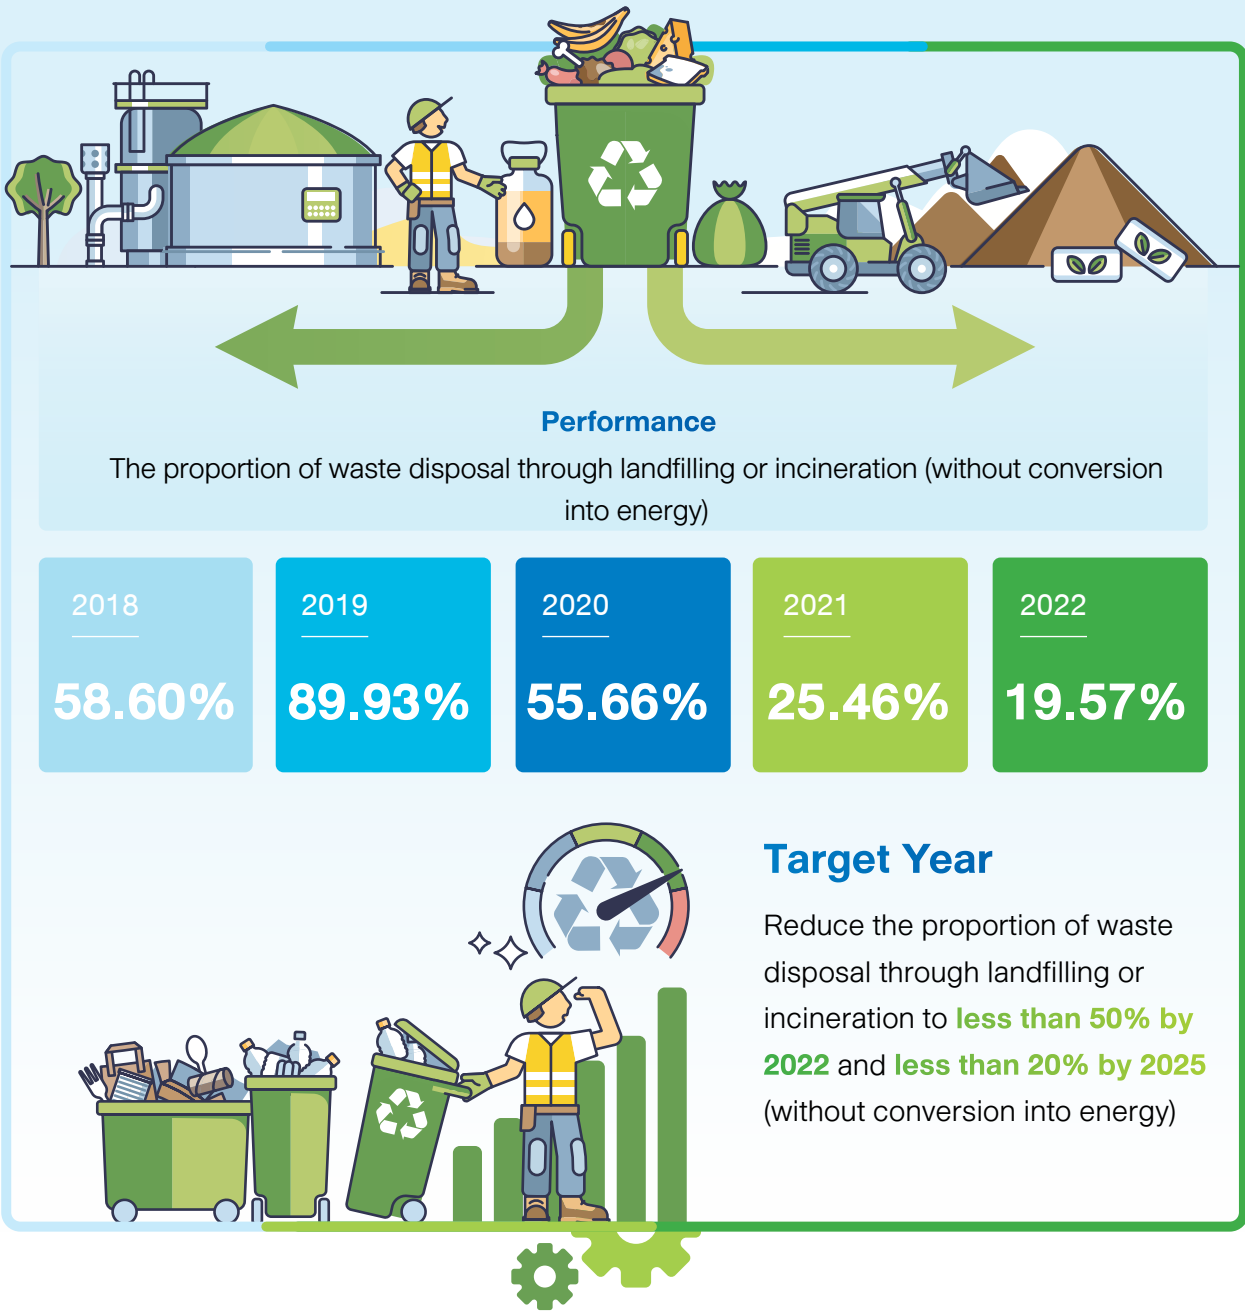 Performance
The proportion of waste disposal through landfilling or incineration (without conversion
into energy)
2018
58.60%
2019
89.93%
2020
55.66%
2021
25.46%
2022
19.57%
Target Year
Reduce the proportion of waste
disposal through landfilling or
incineration to less than 50% by
2022 and less than 20% by 2025
(without conversion into energy)